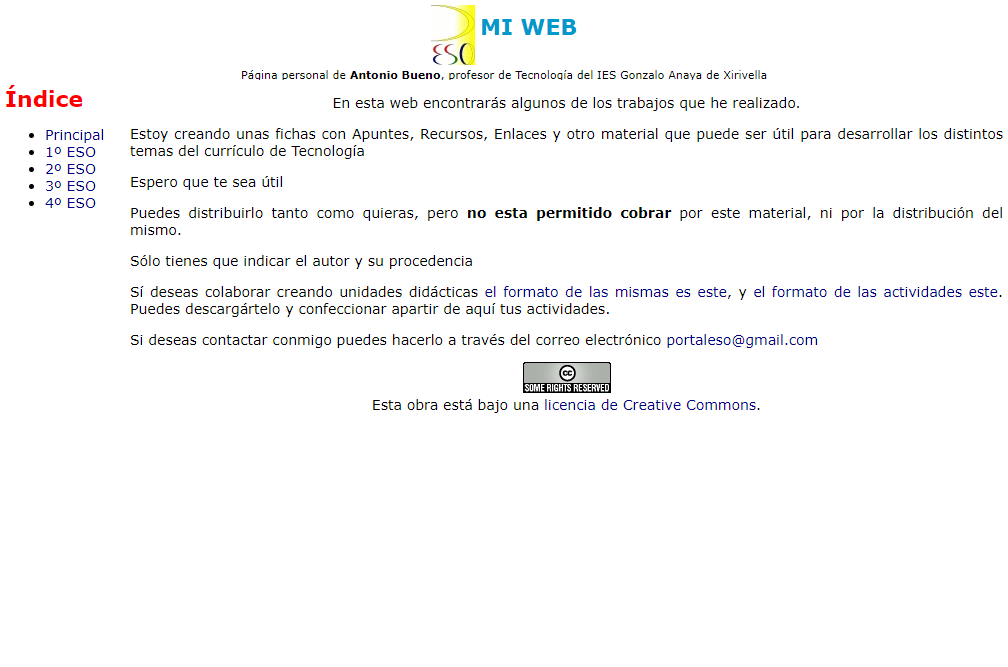 ESO
MI WEB
Página personal de Antonio Bueno, profesor de Tecnología del IES Gonzalo Anaya de Xirivella
Índice
Principal
1º ESO
2º ESO
3º ESO
4º ESO
En esta web encontrarás algunos de los trabajos que he realizado.
Estoy creando unas fichas con Apuntes, Recursos, Enlaces y otro material que puede ser útil para desarrollar los distintos
temas del currículo de Tecnología
Espero que te sea útil
Puedes distribuirlo tanto como quieras, pero no esta permitido cobrar por este material, ni por la distribución del
mismo.
Sólo tienes que indicar el autor y su procedencia
Sí deseas colaborar creando unidades didácticas el formato de las mismas es este, y el formato de las actividades este.
Puedes descargártelo y confeccionar apartir de aquí tus actividades.
Si deseas contactar conmigo puedes hacerlo a través del correo electrónico portaleso@gmail.com
cc
SOME RIGHTS RESERVED
Esta obra está bajo una licencia de Creative Commons.